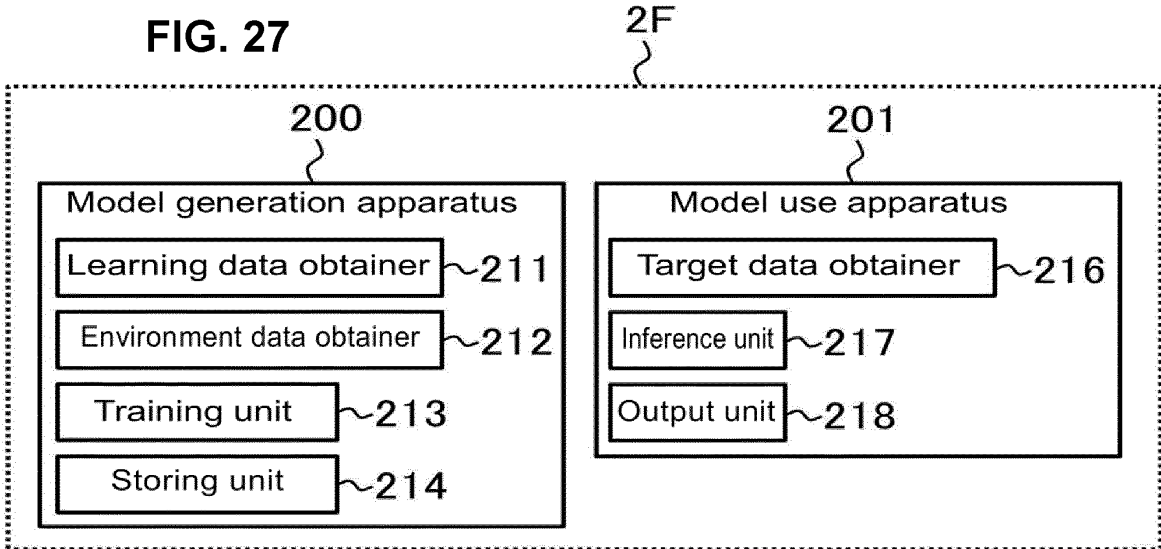 FIG. 27
2F
200
201
Model generation apparatus
Learning data obtainer 211
Environment data obtainer 212
Training unit 213
Storing unit 214
Model use apparatus
Target data obtainer 216
Inference unit 217
Output unit 218